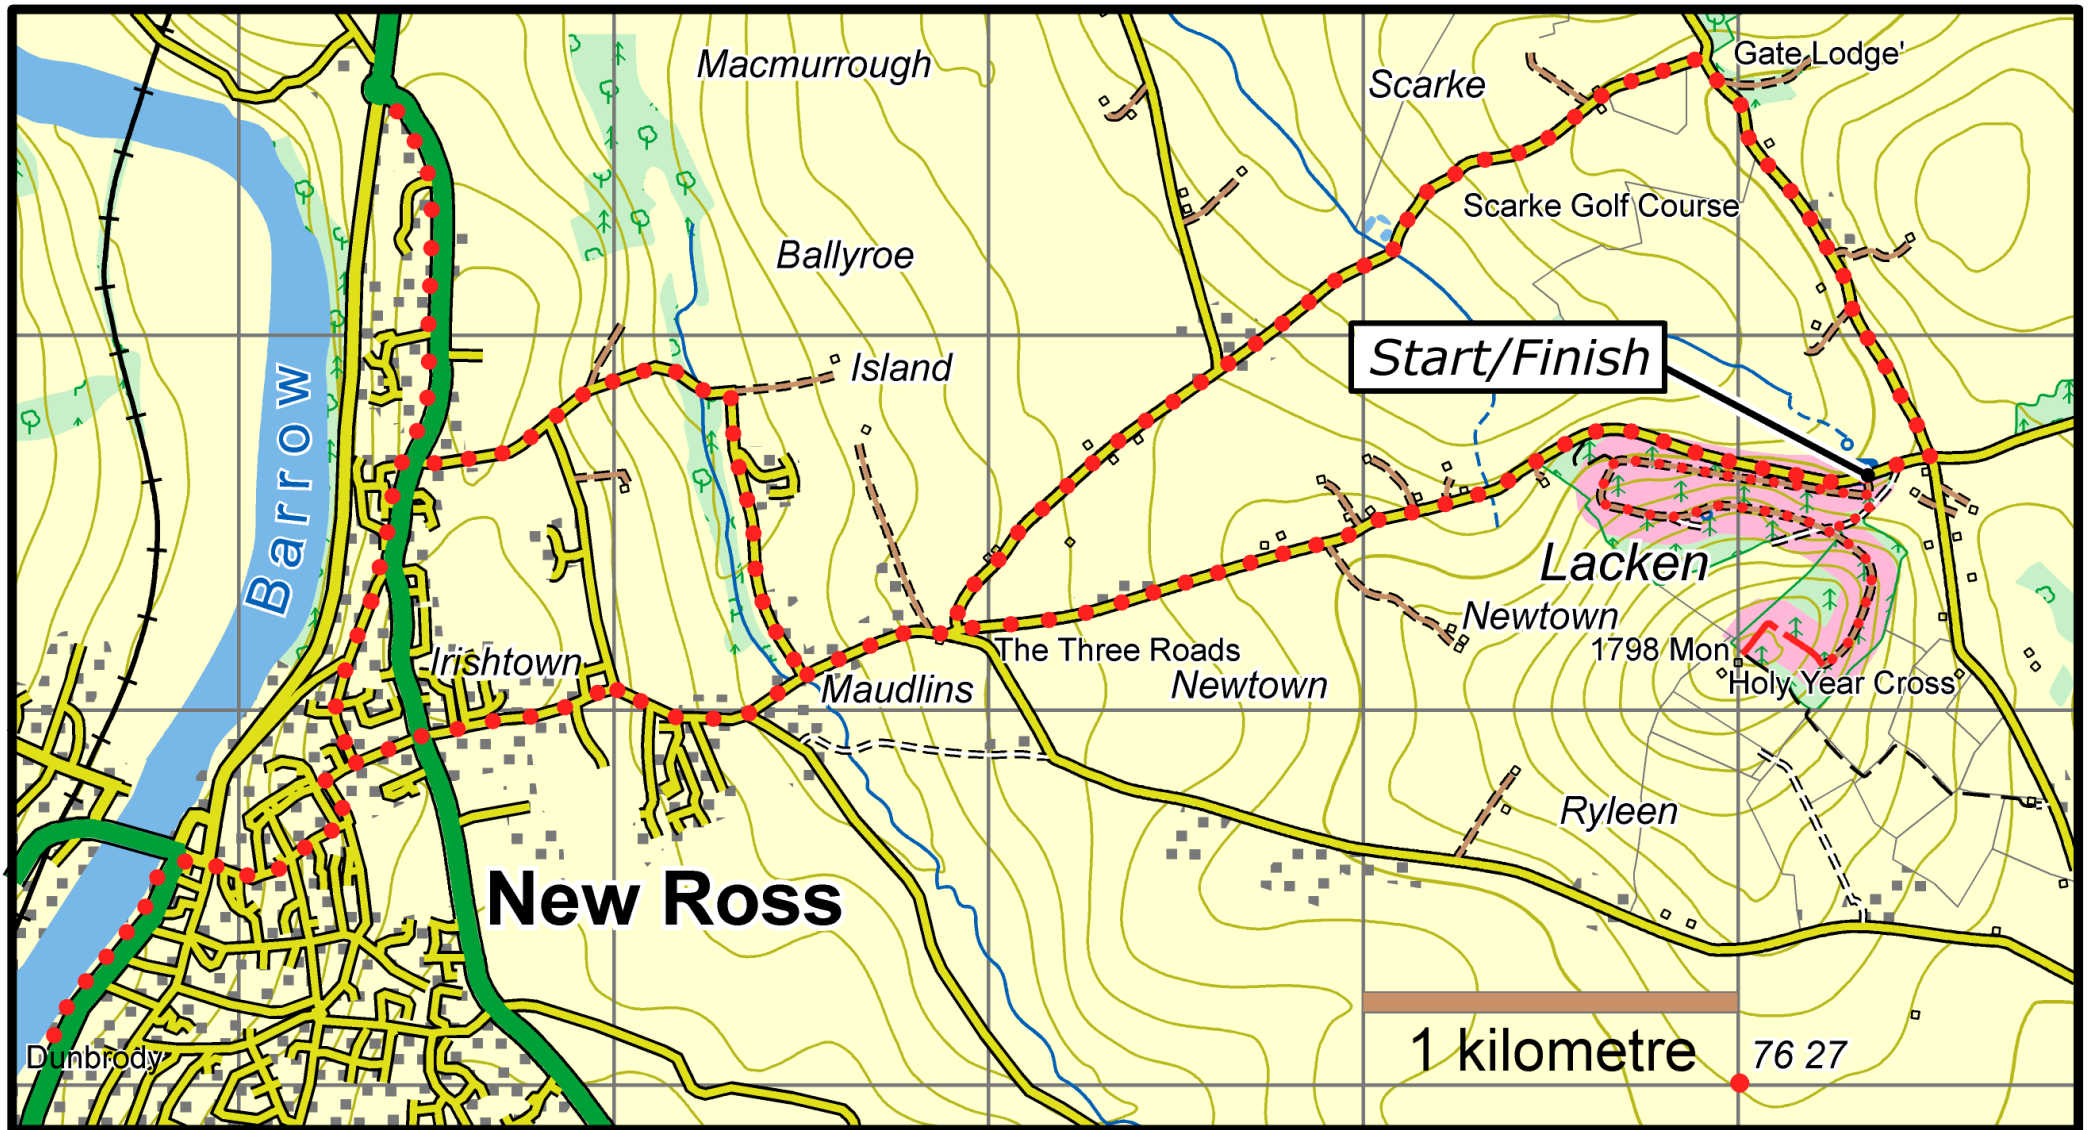 Macmurrough
Scarke
Gate Lodge'
Scarke Golf Course
Ballyroe
Start/Finish
Island
Barrow
Lacken
Newtown
Irishtown
The Three Roads
1798 Mon
Maudlins
Newtown
Holy Year Cross
Ryleen
New Ross
1 kilometre
76 27
Dunbrody